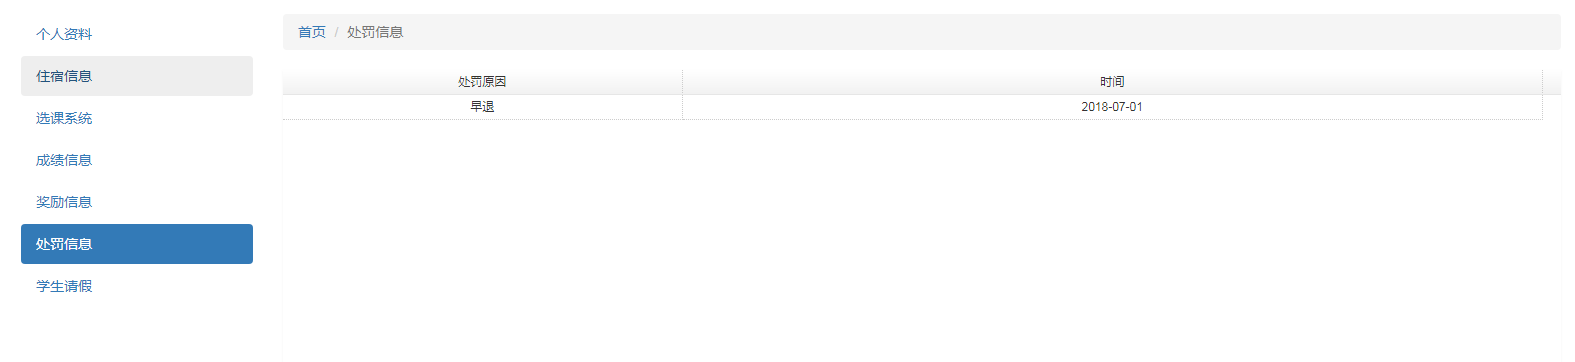 个人资料
住宿信息
选课系统
成绩信息
奖励信息
处罚信息
学生请假
首页 / 处罚信息
处罚原因 时间
早退 2018-07-01